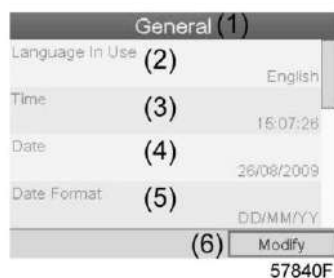 General (1)
Language In Use (2)
English
Time (3)
15:07:26
Date (4)
26/08/2009
Date Format (5)
DD/MM/YY
(6) Modify
57840F